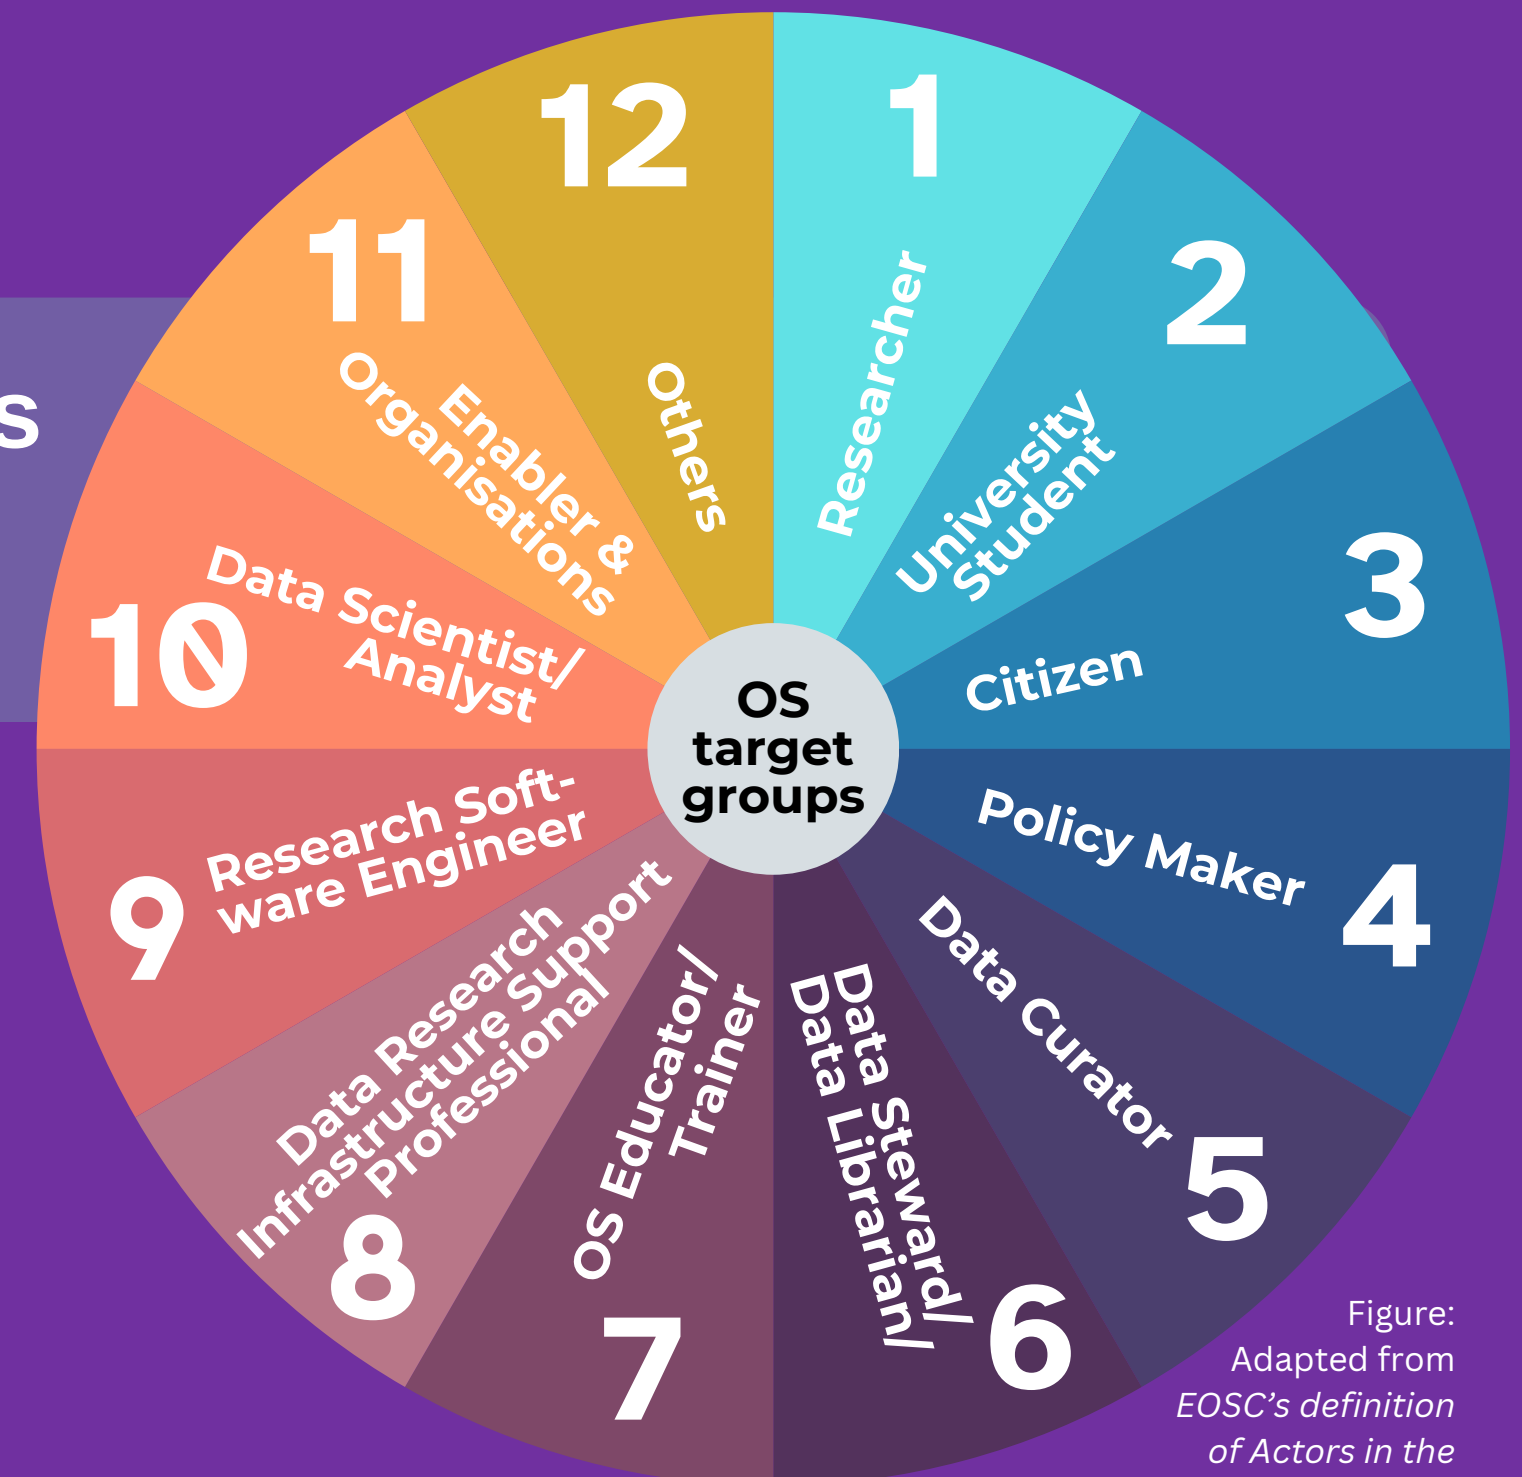 s
OS
target
groups
1
Researcher
2
University
Student
3
Citizen
4
Policy Maker
5
Data Curator
6
Data Steward/
Data Librarian/
7
OS Educator/
Trainer
8
Data Research
Infrastructure Support
Professional
9
Research Soft-
ware Engineer
10
Data Scientist/
Analyst
11
Enabler &
Organisations
12
Others
Figure:
Adapted from
EOSC’s definition
of Actors in the